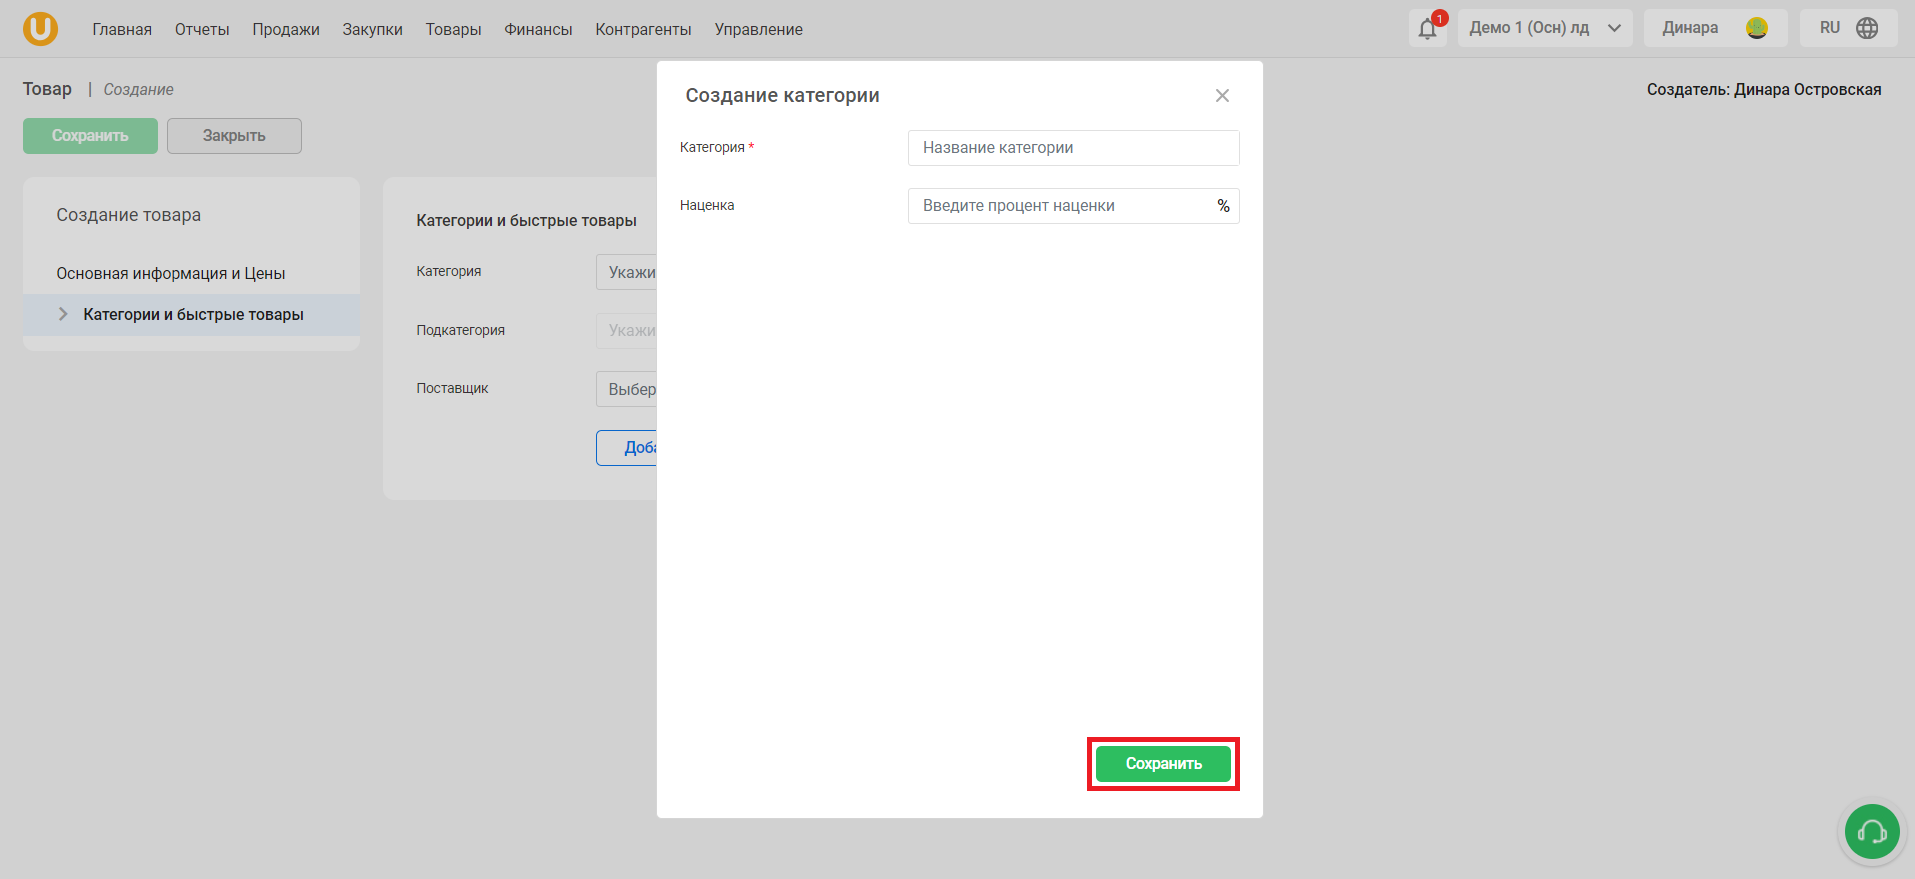 Главная Отчеты Продажи Закупки Товары Финансы Контрагенты Управление 1 Демо 1 (Осн) лд Динара RU
Товар | Создание
Создатель: Динара Островская
Сохранить Закрыть
Создание товара
Основная информация и Цены
Категории и быстрые товары
Категории и быстрые товары
Категория Укажи
Подкатегория Укажи
Поставщик Выбер
Доба
Создание категории
Категория * Название категории
Наценка Введите процент наценки %
Сохранить